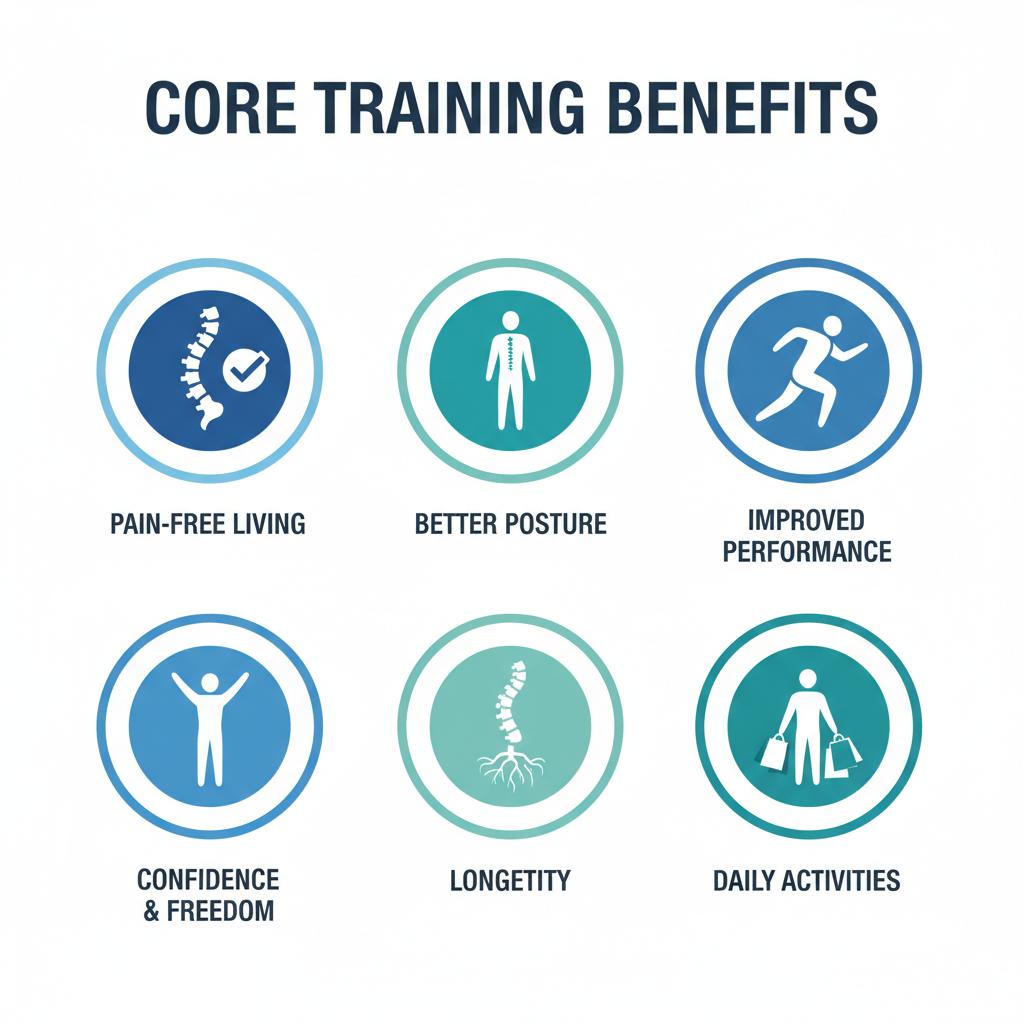 CORE TRAINING BENEFITS
PAIN-FREE LIVING
BETTER POSTURE
IMPROVED
PERFORMANCE
CONFIDENCE
& FREEDOM
LONGETITY
DAILY ACTIVITIES